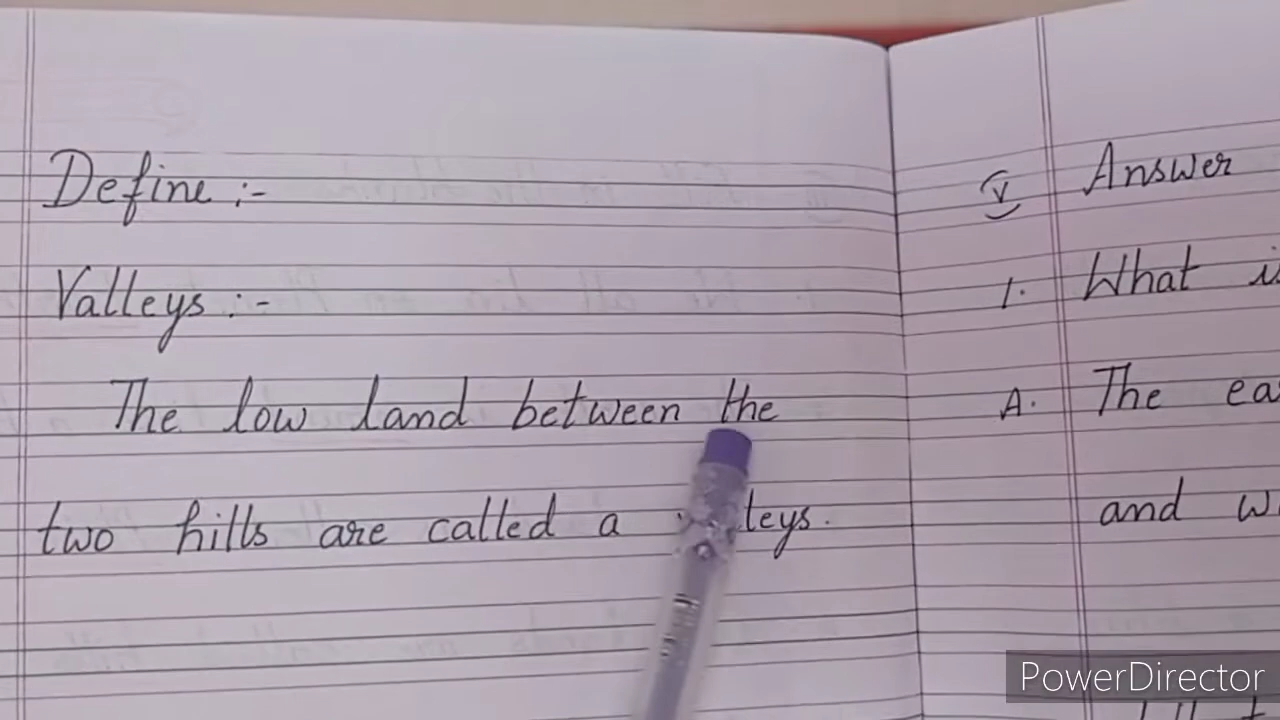 Define :-
Valleys :-
The low land between the
two hills are called a
Answer
1. What
A. The
and
PowerDirector